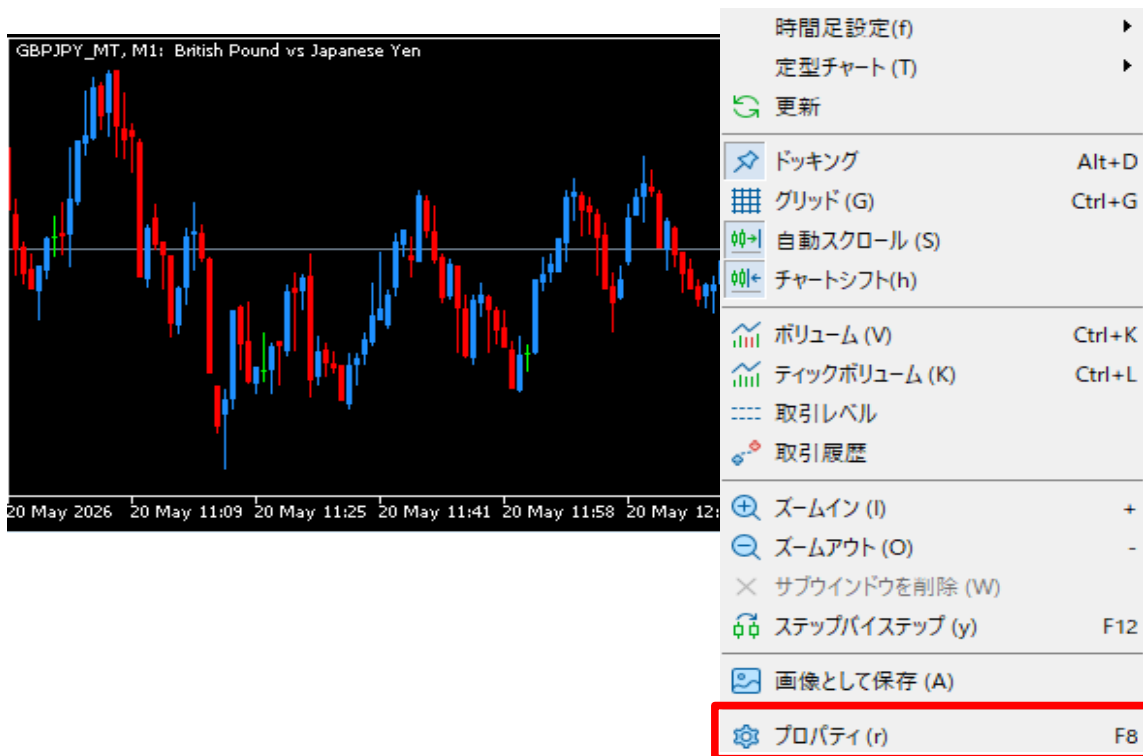 GBPJPY_MT, M1: British Pound vs Japanese Yen
20 May 2026 20 May 11:09 20 May 11:25 20 May 11:41 20 May 11:58 20 May 12:
時間足設定(f)
定型チャート (T)
更新
ドッキング Alt+D
グリッド (G) Ctrl+G
自動スクロール (S)
チャートシフト(h)
ボリューム (V) Ctrl+K
ティックボリューム (K) Ctrl+L
取引レベル
取引履歴
ズームイン (I) +
ズームアウト (O) -
サブウインドウを削除 (W)
ステップバイステップ (y) F12
画像として保存 (A)
プロパティ (r) F8